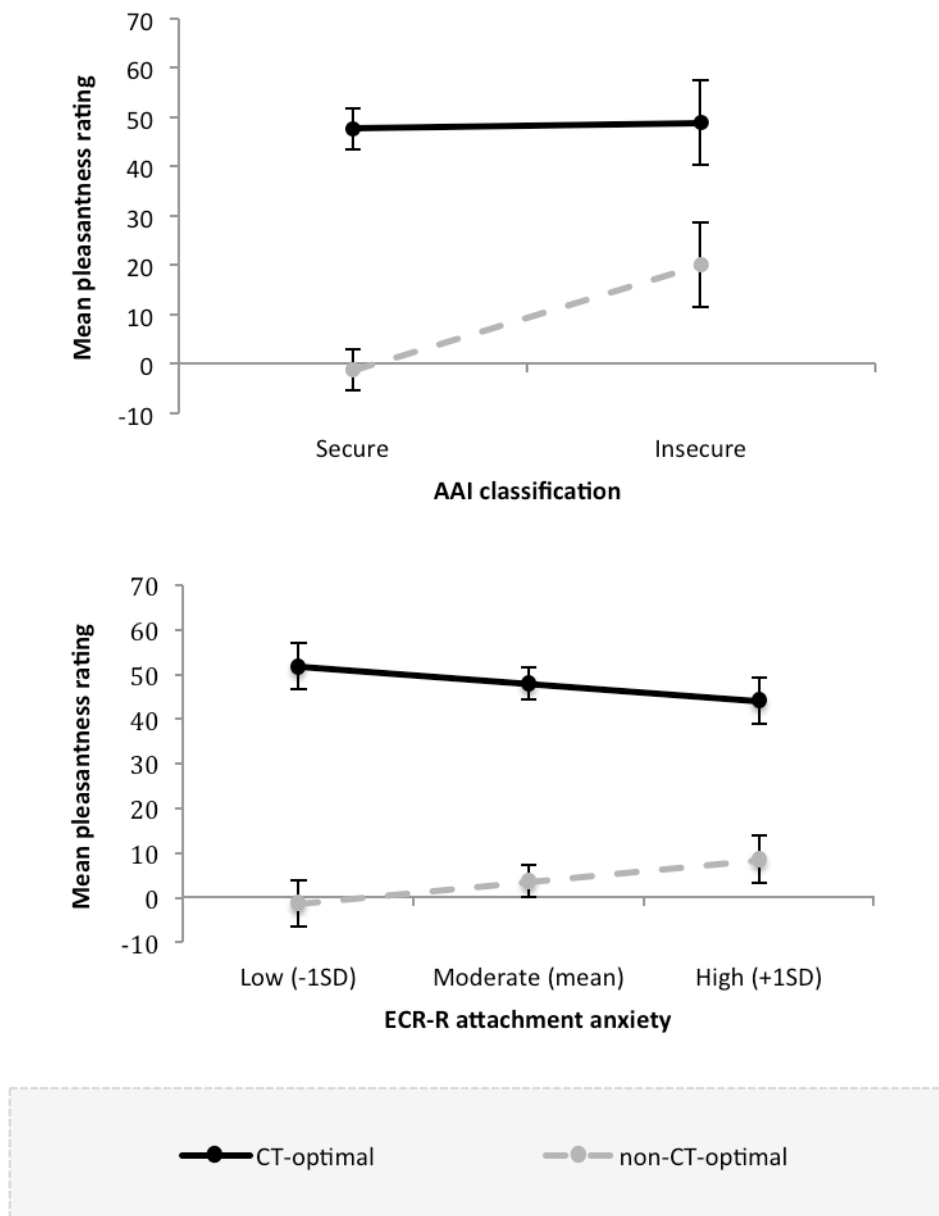 Mean pleasantness rating
70
60
50
40
30
20
10
0
-10
Secure Insecure
AAI classification
Mean pleasantness rating
70
60
50
40
30
20
10
0
-10
Low (-1SD) Moderate (mean) High (+1SD)
ECR-R attachment anxiety
CT-optimal non-CT-optimal